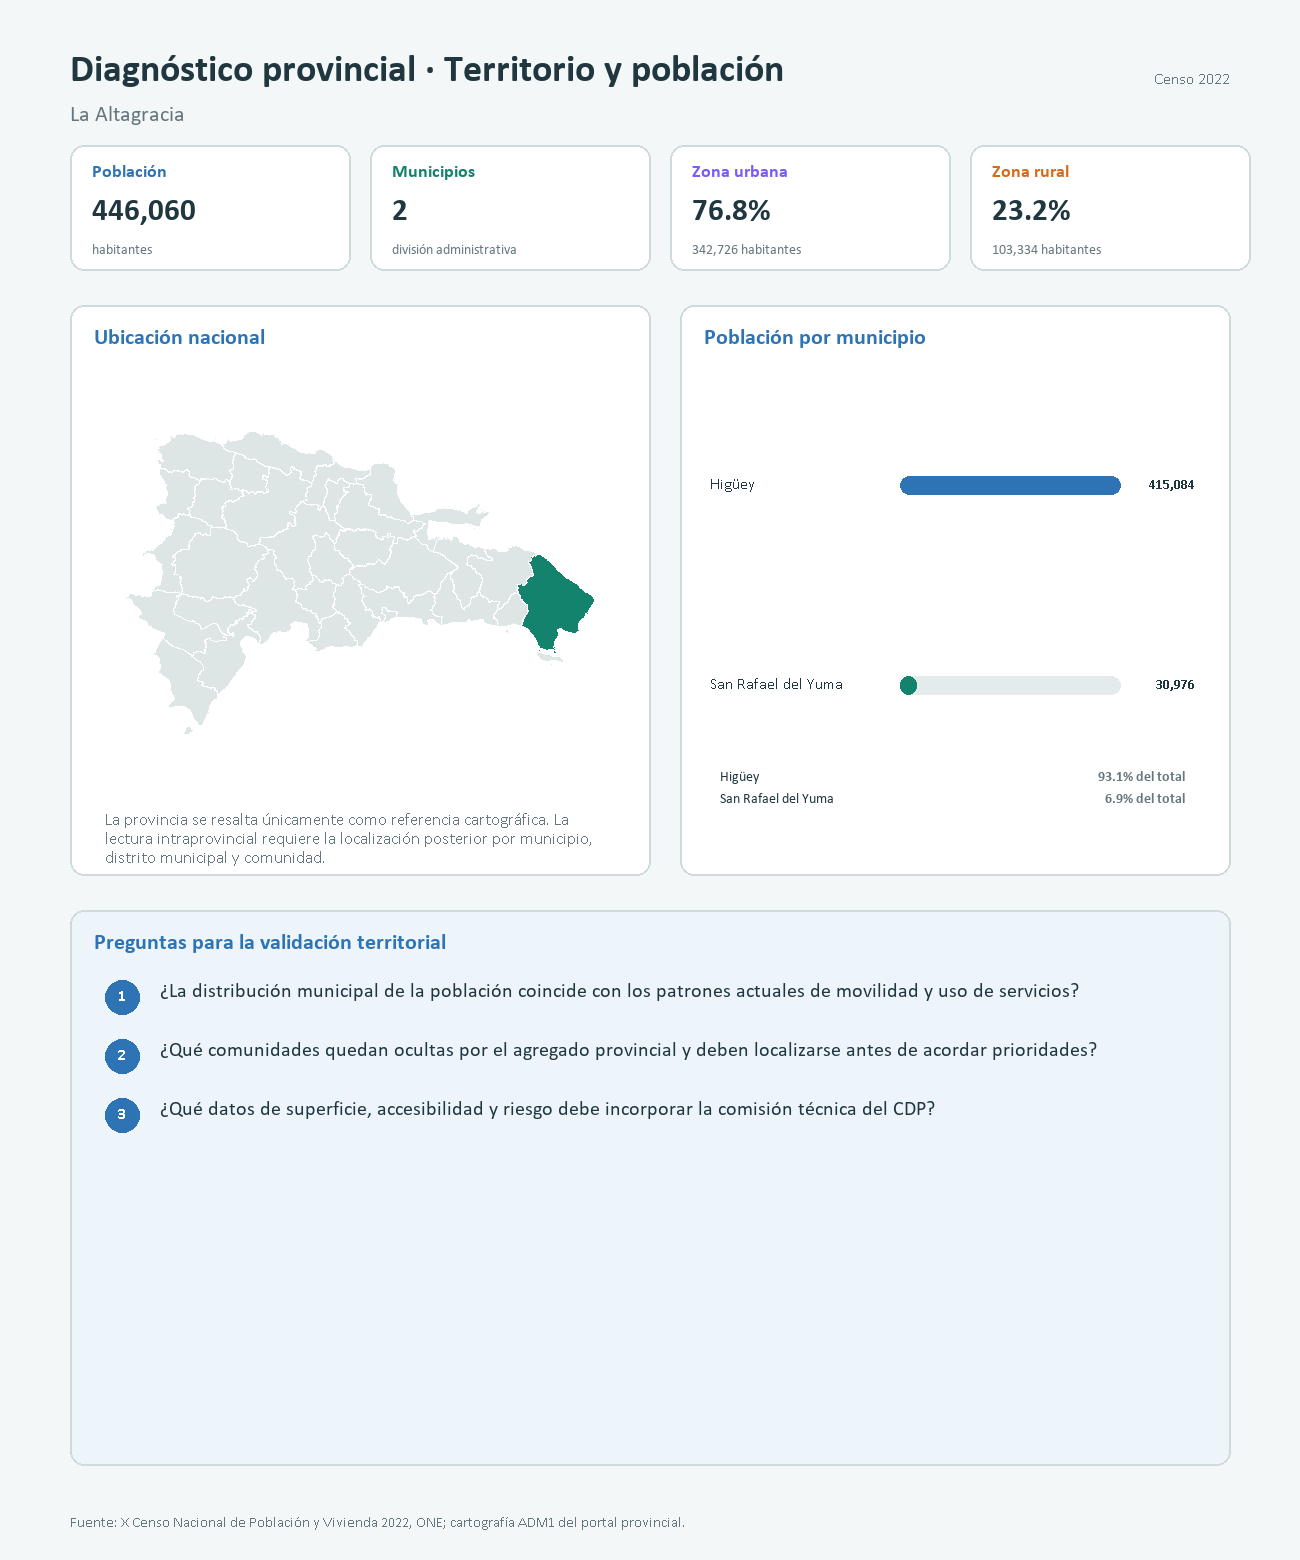 Diagnóstico provincial · Territorio y población
Censo 2022
La Altagracia
Población
446,060
habitantes
Municipios
2
división administrativa
Zona urbana
76.8%
342,726 habitantes
Zona rural
23.2%
103,334 habitantes
Ubicación nacional
La provincia se resalta únicamente como referencia cartográfica. La
lectura intraprovincial requiere la localización posterior por municipio,
distrito municipal y comunidad.
Población por municipio
Higüey 415,084
San Rafael del Yuma 30,976
Higüey 93.1% del total
San Rafael del Yuma 6.9% del total
Preguntas para la validación territorial
1 ¿La distribución municipal de la población coincide con los patrones actuales de movilidad y uso de servicios?
2 ¿Qué comunidades quedan ocultas por el agregado provincial y deben localizarse antes de acordar prioridades?
3 ¿Qué datos de superficie, accesibilidad y riesgo debe incorporar la comisión técnica del CDP?
Fuente: X Censo Nacional de Población y Vivienda 2022, ONE; cartografía ADM1 del portal provincial.